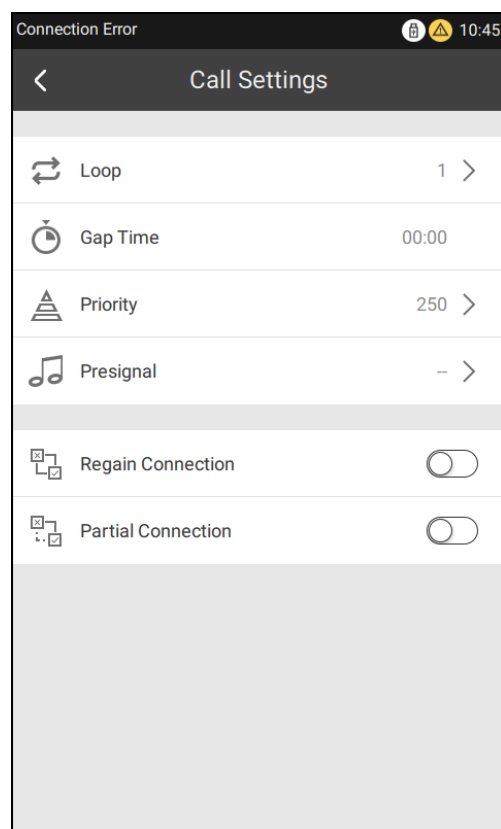 Connection Error 10:45
Call Settings
Loop 1
Gap Time 00:00
Priority 250
Presignal --
Regain Connection
Partial Connection